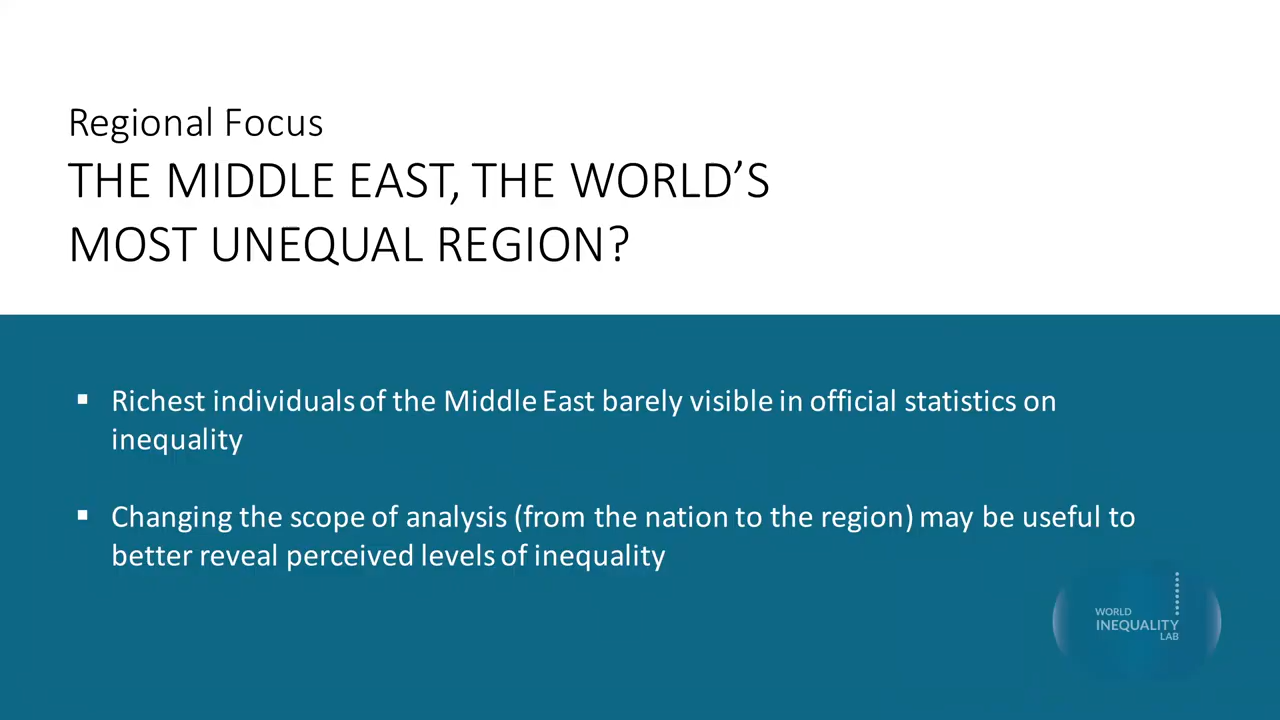 Regional Focus
THE MIDDLE EAST, THE WORLD’S
MOST UNEQUAL REGION?
▪ Richest individuals of the Middle East barely visible in official statistics on
inequality
▪ Changing the scope of analysis (from the nation to the region) may be useful to
better reveal perceived levels of inequality
WORLD
INEQUALITY
LAB